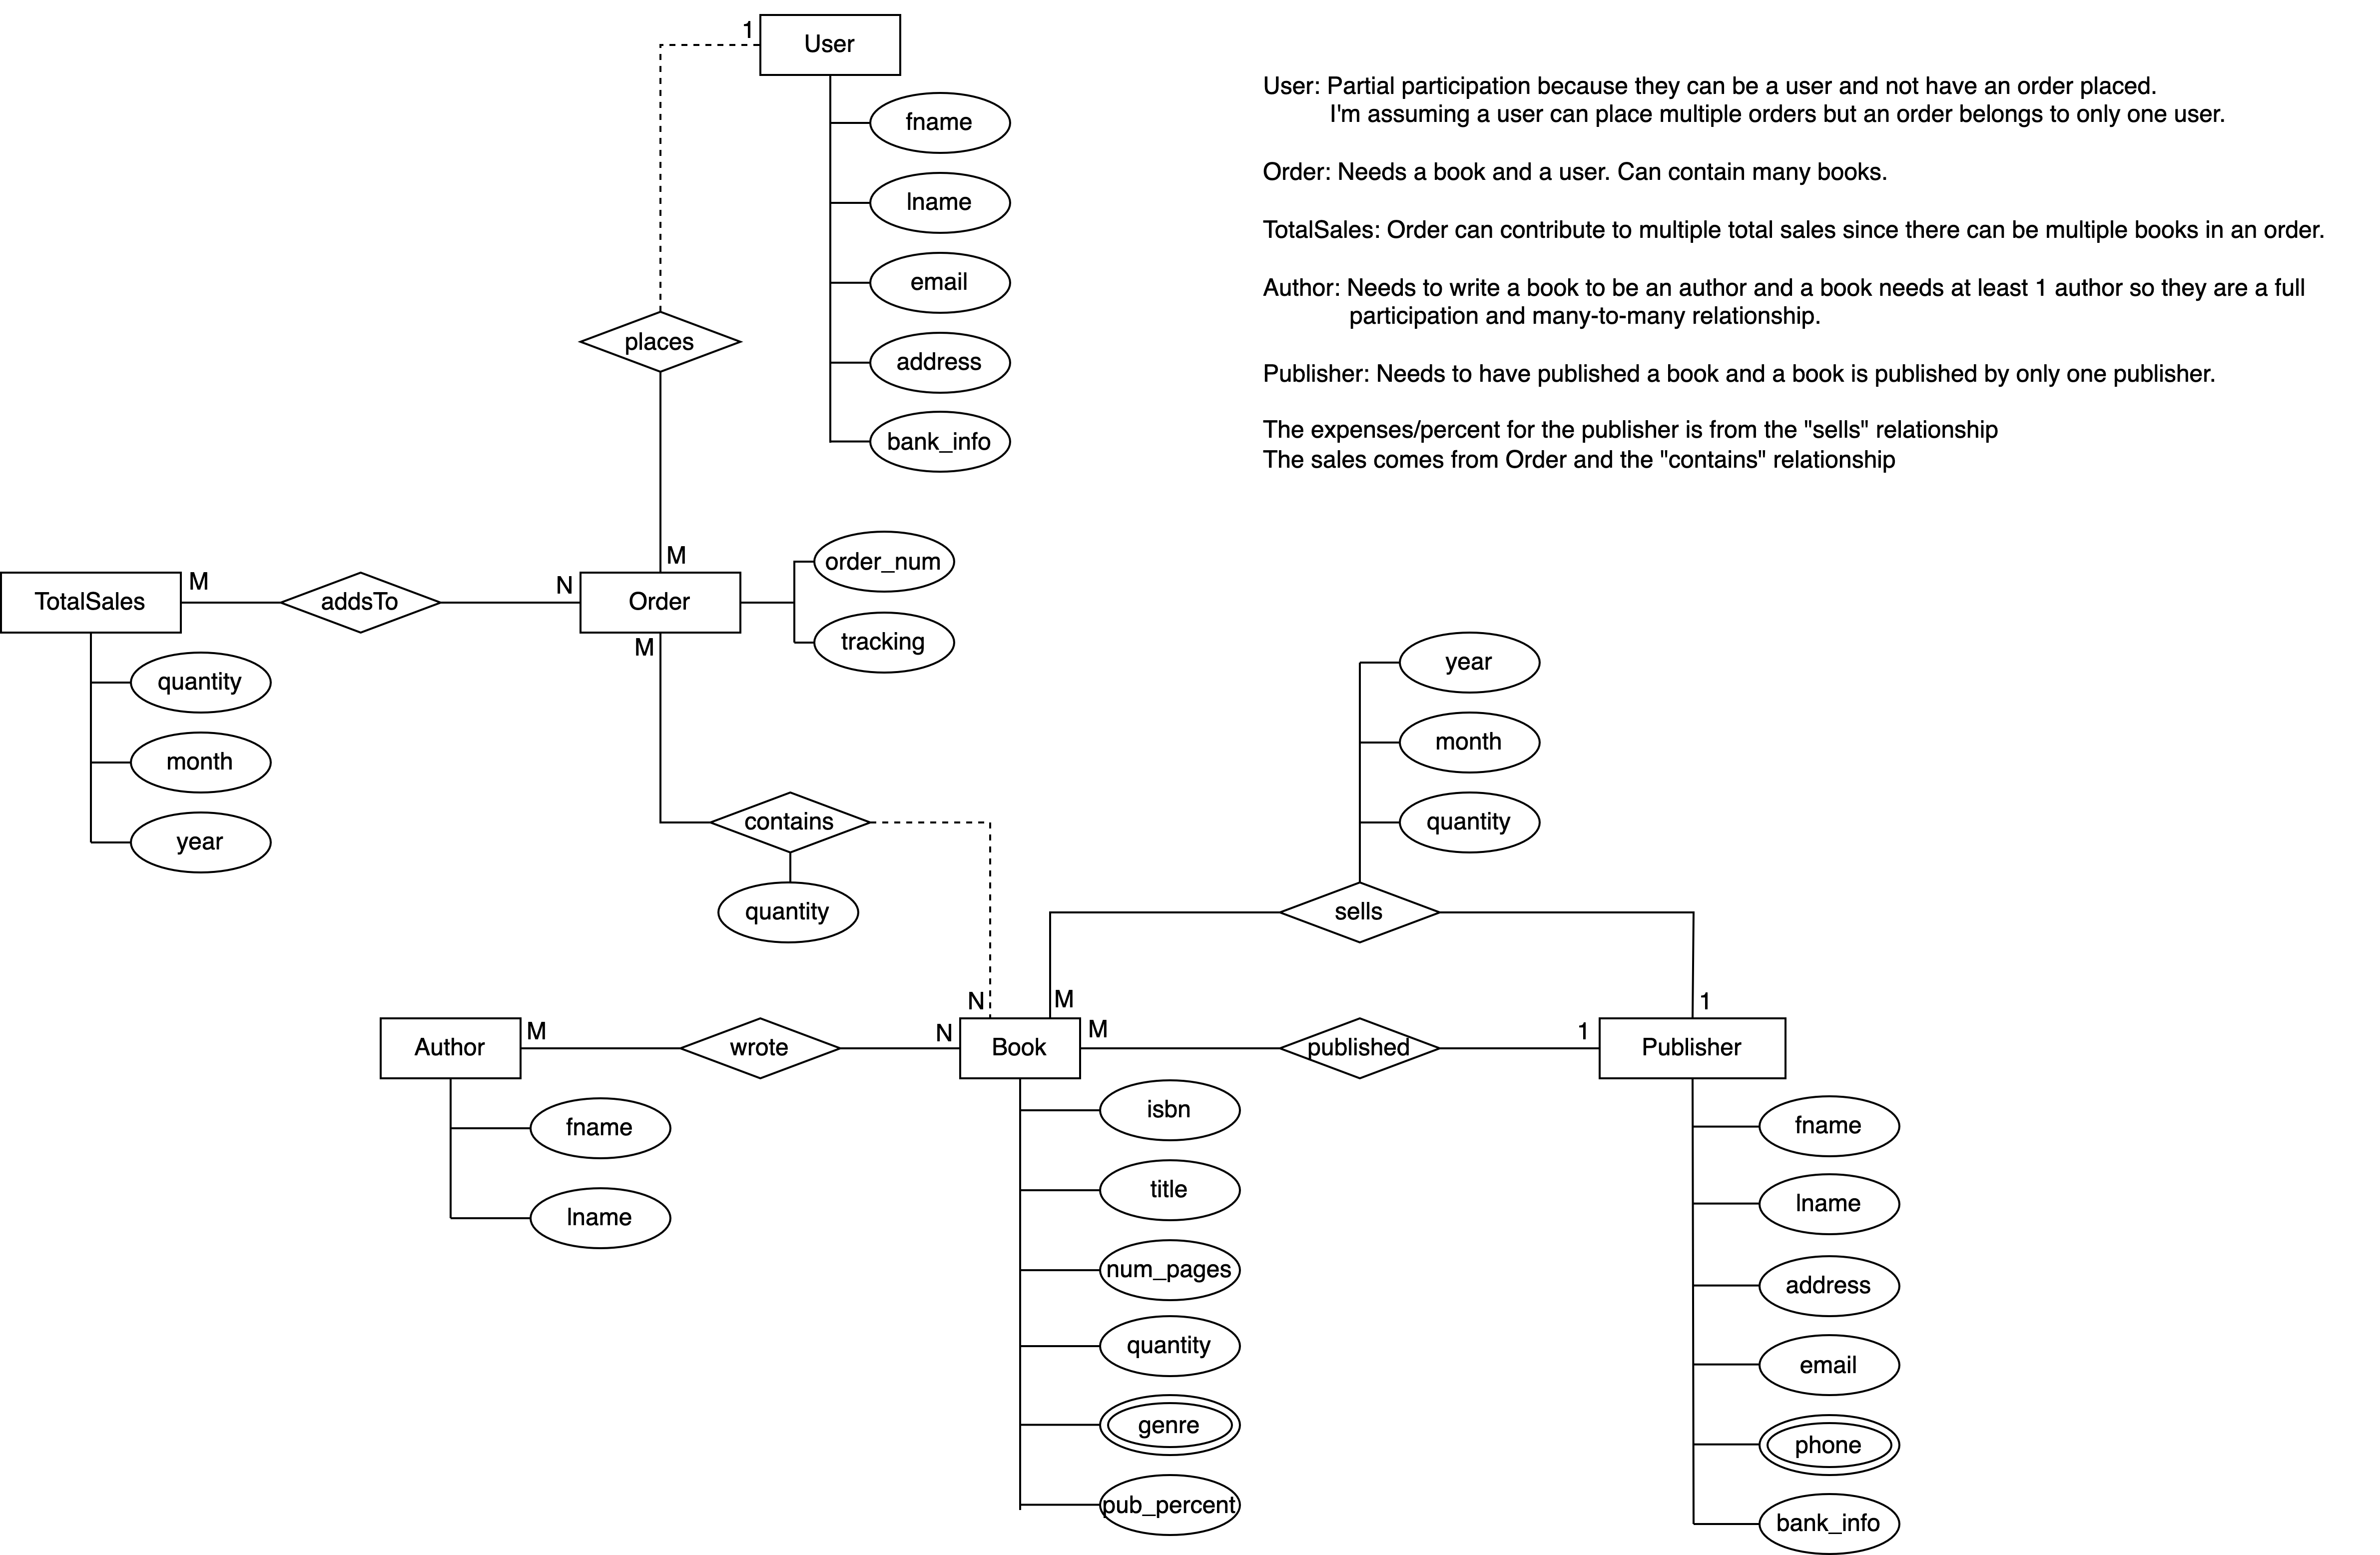 1
User
fname
lname
email
address
bank_info
places
User: Partial participation because they can be a user and not have an order placed.
I'm assuming a user can place multiple orders but an order belongs to only one user.
Order: Needs a book and a user. Can contain many books.
TotalSales: Order can contribute to multiple total sales since there can be multiple books in an order.
Author: Needs to write a book to be an author and a book needs at least 1 author so they are a full
participation and many-to-many relationship.
Publisher: Needs to have published a book and a book is published by only one publisher.
The expenses/percent for the publisher is from the "sells" relationship
The sales comes from Order and the "contains" relationship
M
TotalSales
M
addsTo
N
Order
M
order_num
tracking
quantity
month
year
contains
quantity
year
month
quantity
sells
N
M
1
Author
M
wrote
N
Book
M
published
1
Publisher
fname
lname
isbn
title
num_pages
quantity
genre
pub_percent
fname
lname
address
email
phone
bank_info